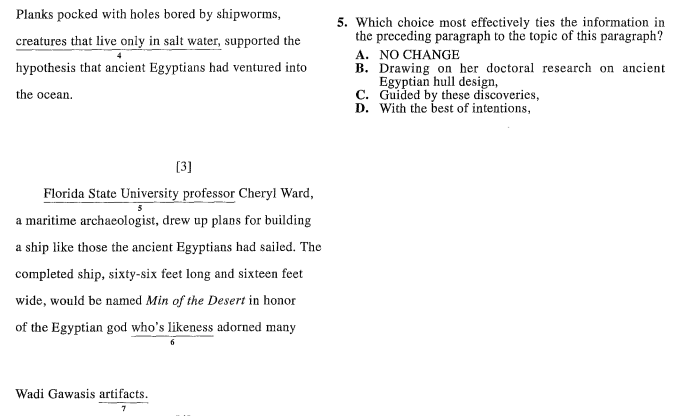 Planks pocked with holes bored by shipworms,
creatures that live only in salt water, supported the
4
hypothesis that ancient Egyptians had ventured into
the ocean.
[3]
Florida State University professor Cheryl Ward,
5
a maritime archaeologist, drew up plans for building
a ship like those the ancient Egyptians had sailed. The
completed ship, sixty-six feet long and sixteen feet
wide, would be named Min of the Desert in honor
of the Egyptian god who's likeness adorned many
6
Wadi Gawasis artifacts.
7
5. Which choice most effectively ties the information in
the preceding paragraph to the topic of this paragraph?
A. NO CHANGE
B. Drawing on her doctoral research on ancient
Egyptian hull design,
C. Guided by these discoveries,
D. With the best of intentions,